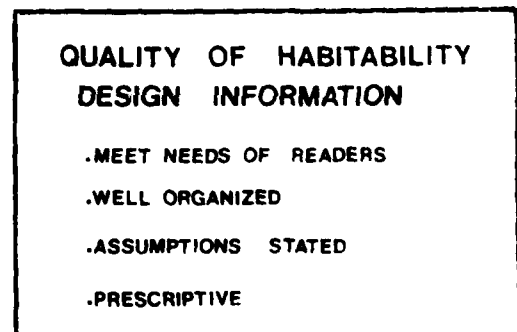 QUALITY OF HABITABILITY
DESIGN INFORMATION
.MEET NEEDS OF READERS
.WELL ORGANIZED
.ASSUMPTIONS STATED
.PRESCRIPTIVE